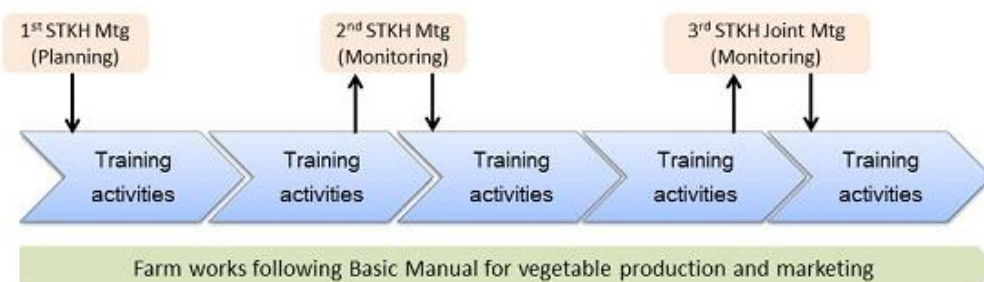 1st STKH Mtg
(Planning)
2nd STKH Mtg
(Monitoring)
3rd STKH Joint Mtg
(Monitoring)
Training
activities
Training
activities
Training
activities
Training
activities
Training
activities
Farm works following Basic Manual for vegetable production and marketing